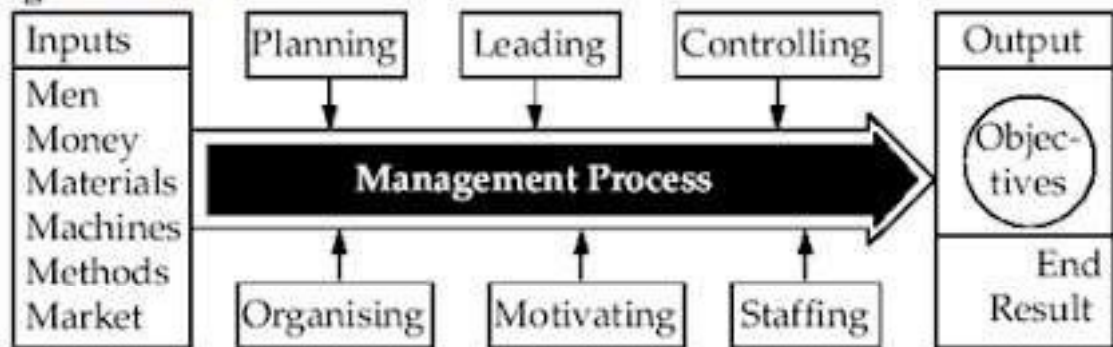 Inputs
Men
Money
Materials
Machines
Methods
Market
Planning
Leading
Controlling
Management Process
Organising
Motivating
Staffing
Output
Objec-
tives
End
Result